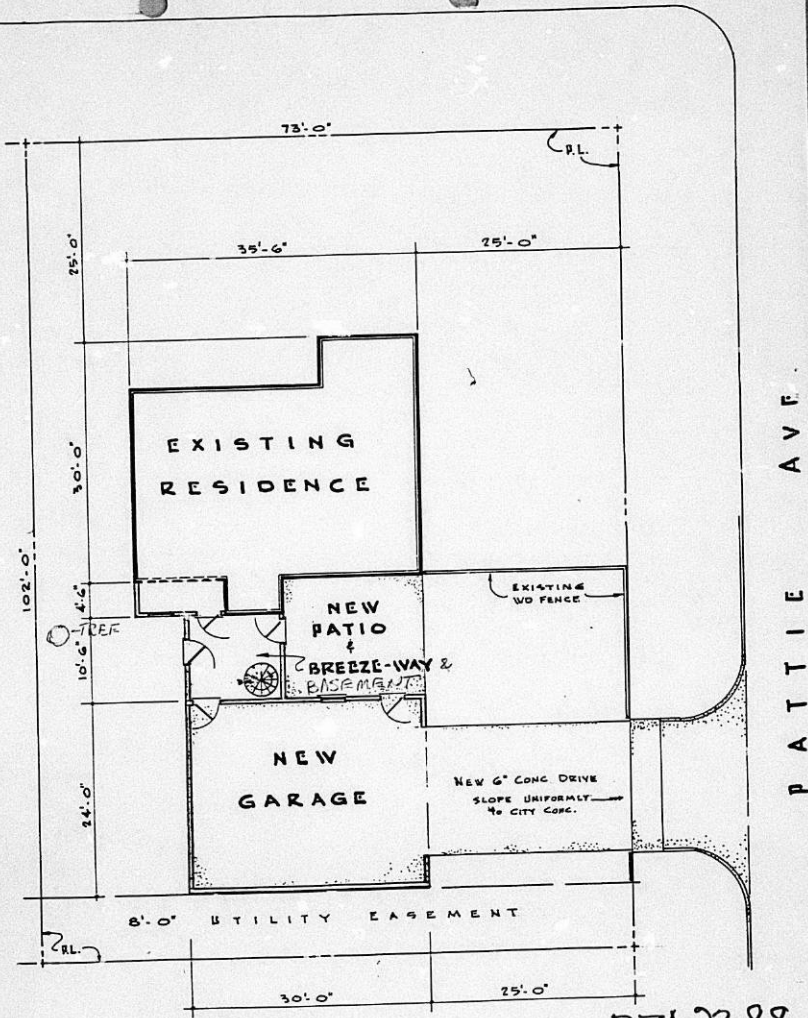 73'-0"
P.L.
35'-6"
25'-0"
25'-0"
EXISTING
RESIDENCE
30'-0"
102'-0"
4'-6"
10'-6"
24'-0"
TREE
NEW
PATIO
&
BREEZE-WAY &
BASEMENT
EXISTING
WD FENCE
NEW
GARAGE
NEW 6" CONC. DRIVE
SLOPE UNIFORMLY
TO CITY CONC.
PATTIE AVE.
8'-0" UTILITY EASEMENT
P.L.
30'-0"
25'-0"